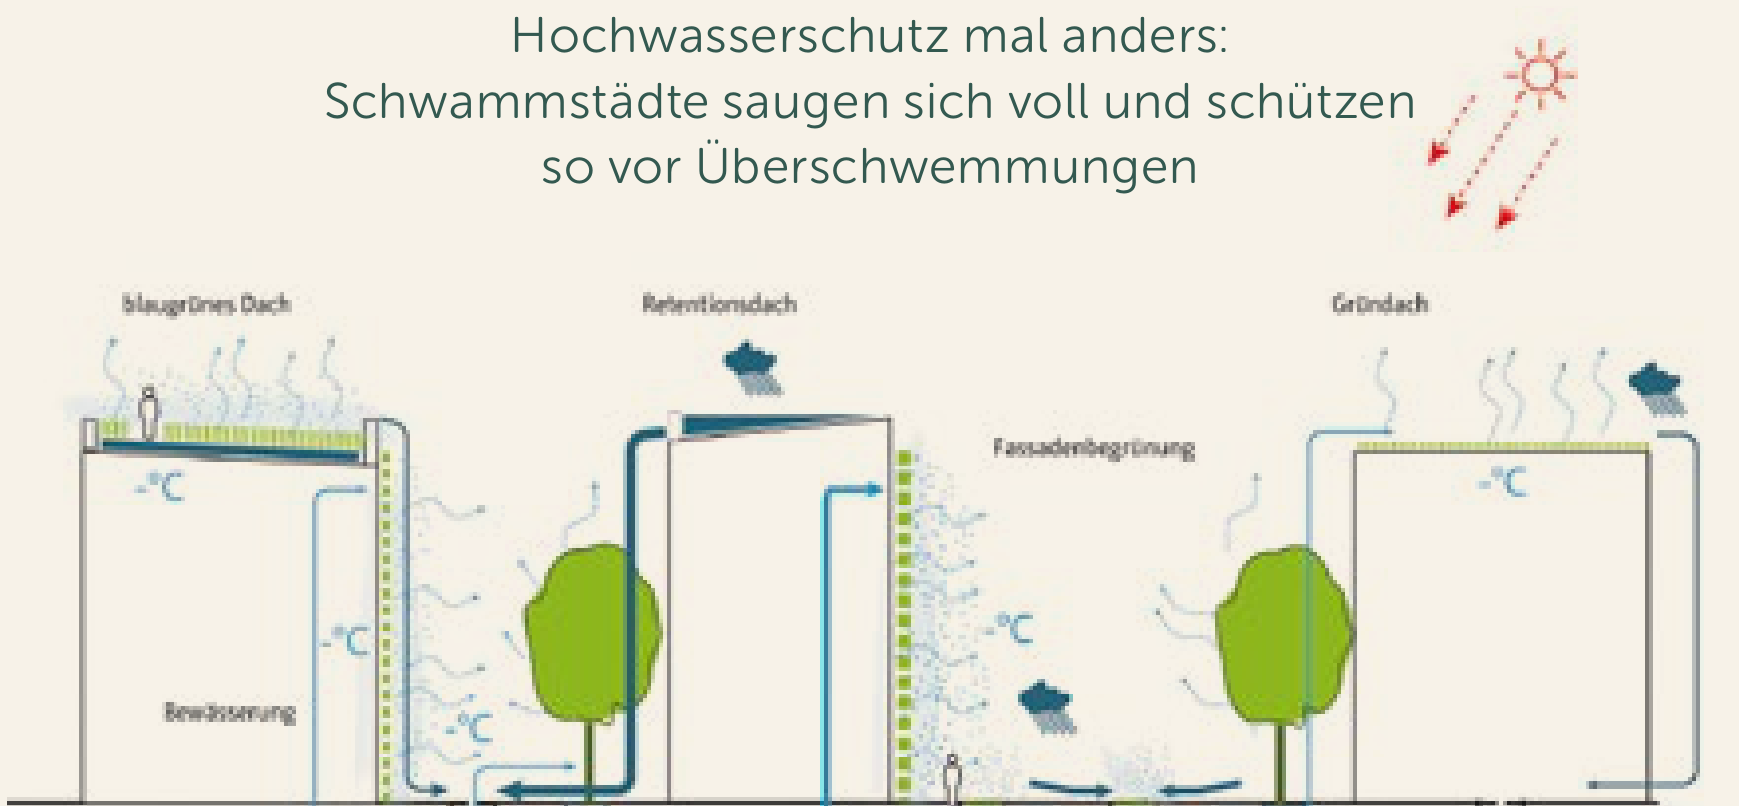 Hochwasserschutz mal anders:
Schwammstädte saugen sich voll und schützen
so vor Überschwemmungen
blaugrünes Dach
Retentionsdach
Gründach
Fassadenbegrünung
-°C
-°C
-°C
-°C
Bewässerung
-°C